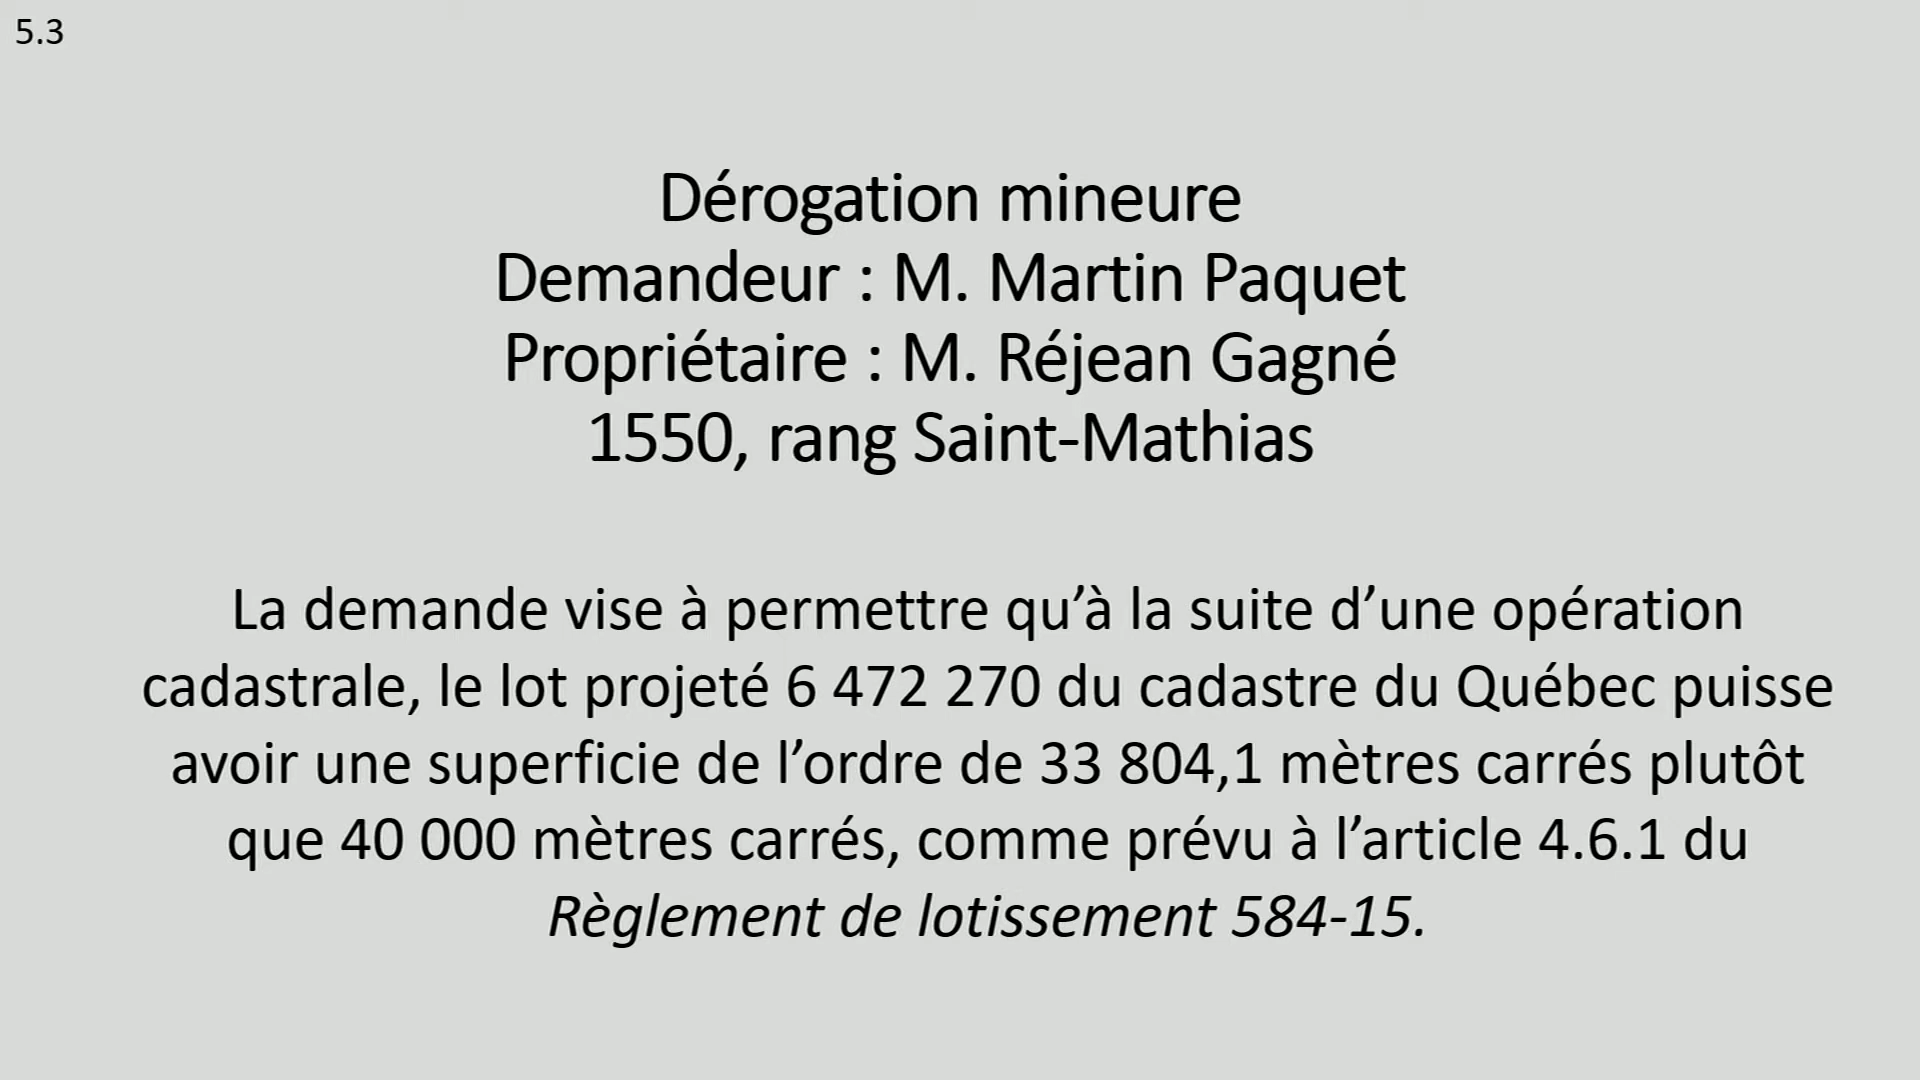 5.3
Dérogation mineure
Demandeur : M. Martin Paquet
Propriétaire : M. Réjean Gagné
1550, rang Saint-Mathias
La demande vise à permettre qu’à la suite d’une opération
cadastrale, le lot projeté 6 472 270 du cadastre du Québec puisse
avoir une superficie de l’ordre de 33 804,1 mètres carrés plutôt
que 40 000 mètres carrés, comme prévu à l’article 4.6.1 du
Règlement de lotissement 584-15.